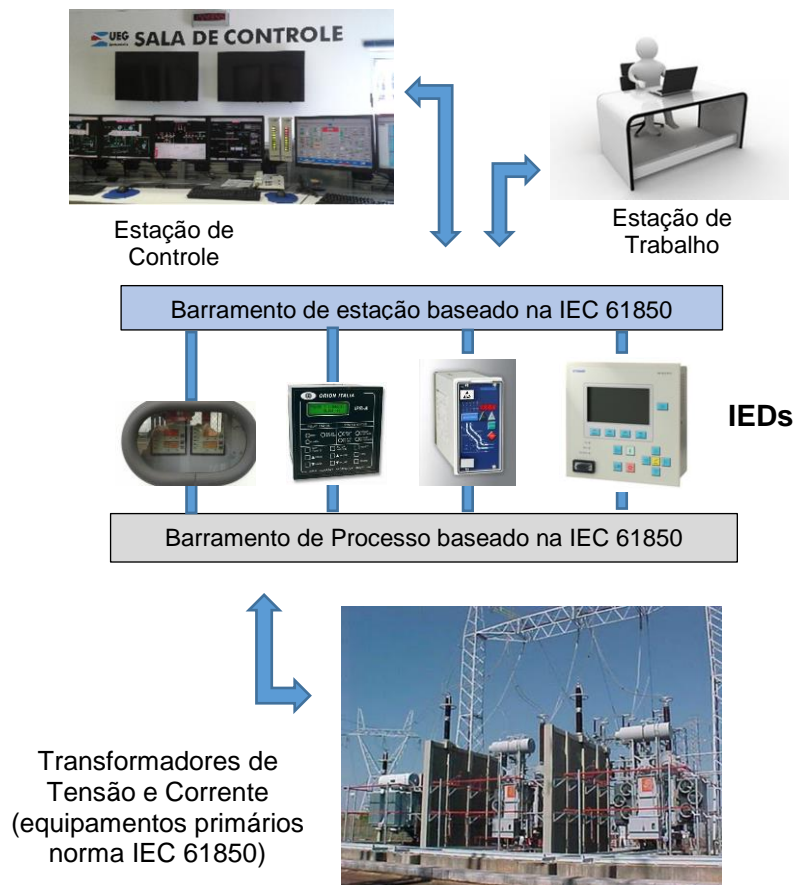 UEG SALA DE CONTROLE
Estação de
Controle
Estação de
Trabalho
Barramento de estação baseado na IEC 61850
ORION ITALIA
IEDs
Barramento de Processo baseado na IEC 61850
Transformadores de
Tensão e Corrente
(equipamentos primários
norma IEC 61850)